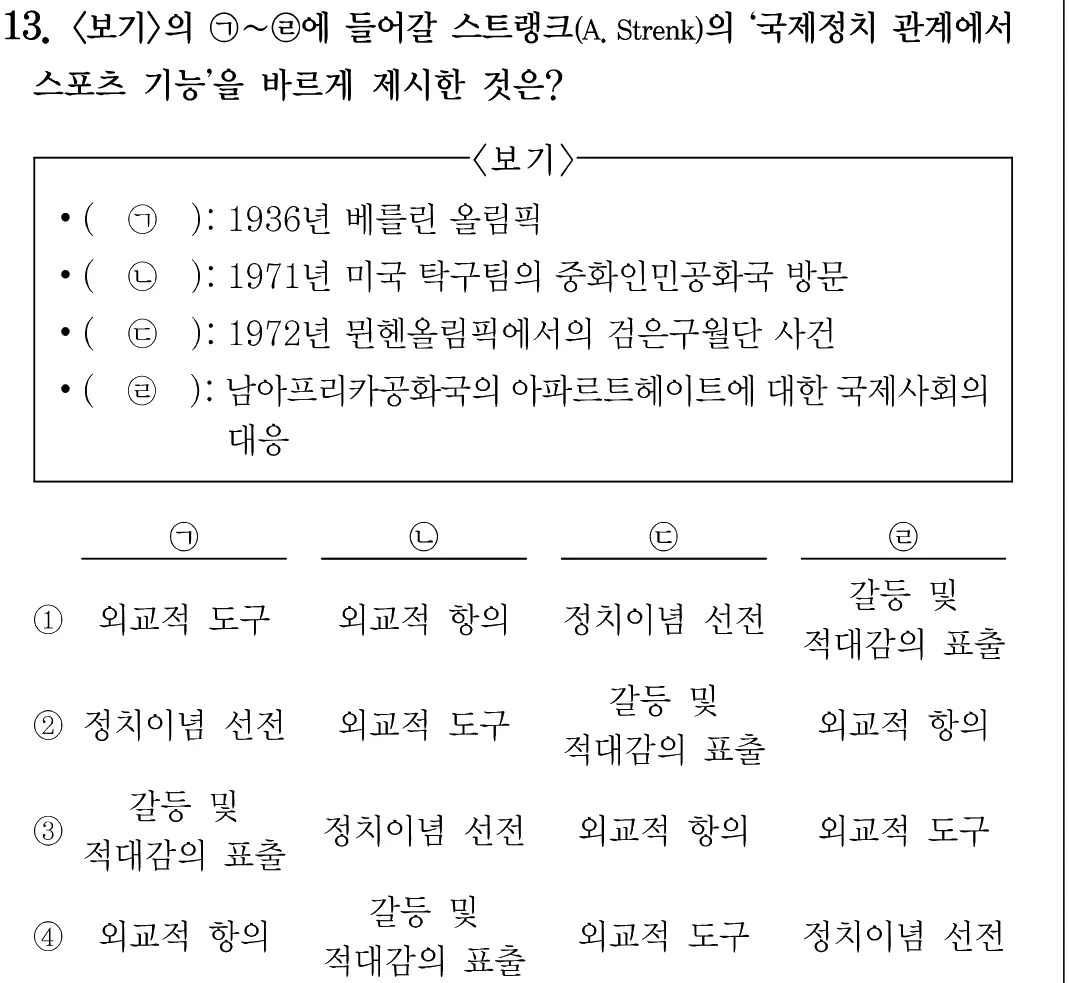 13. 〈보기〉의 ㉠~㉣에 들어갈 스트랭크(A. Strenk)의 ‘국제정치 관계에서
스포츠 기능’을 바르게 제시한 것은?
〈보기〉
• ( ㉠ ): 1936년 베를린 올림픽
• ( ㉡ ): 1971년 미국 탁구팀의 중화인민공화국 방문
• ( ㉢ ): 1972년 뮌헨올림픽에서의 검은구월단 사건
• ( ㉣ ): 남아프리카공화국의 아파르트헤이트에 대한 국제사회의
대응
㉠ ㉡ ㉢ ㉣
① 외교적 도구 외교적 항의 정치이념 선전 갈등 및
적대감의 표출
② 정치이념 선전 외교적 도구 갈등 및
적대감의 표출 외교적 항의
③ 갈등 및
적대감의 표출 정치이념 선전 외교적 항의 외교적 도구
④ 외교적 항의 갈등 및
적대감의 표출 외교적 도구 정치이념 선전